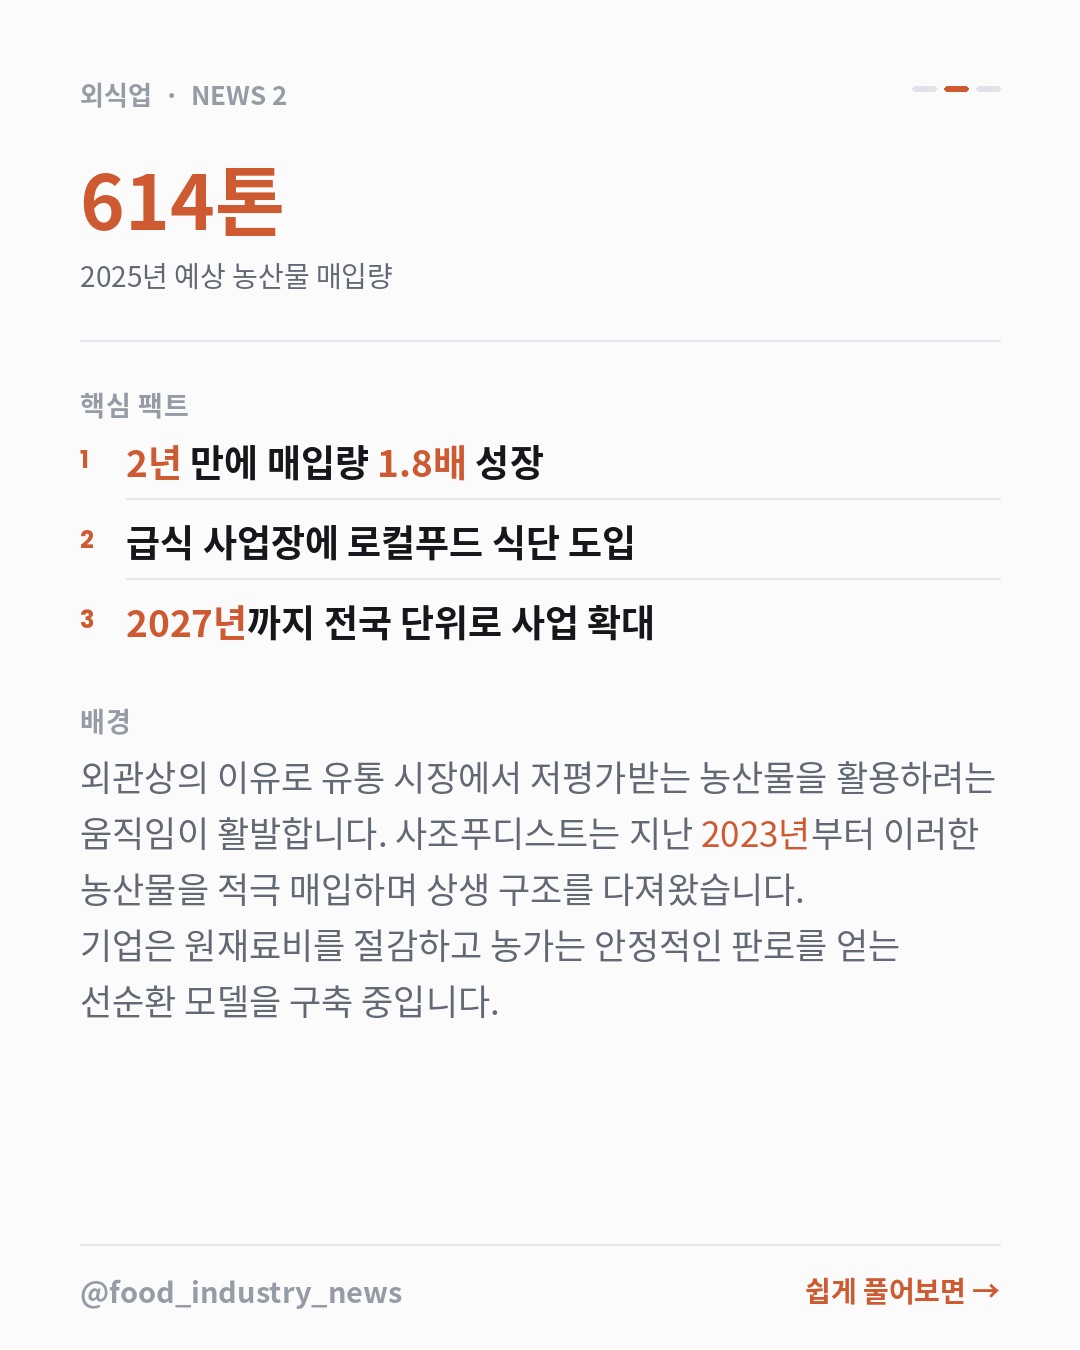 외식업 · NEWS 2
614톤
2025년 예상 농산물 매입량
핵심 팩트
1 2년 만에 매입량 1.8배 성장
2 급식 사업장에 로컬푸드 식단 도입
3 2027년까지 전국 단위로 사업 확대
배경
외관상의 이유로 유통 시장에서 저평가받는 농산물을 활용하려는
움직임이 활발합니다. 사조푸디스트는 지난 2023년부터 이러한
농산물을 적극 매입하며 상생 구조를 다져왔습니다.
기업은 원재료비를 절감하고 농가는 안정적인 판로를 얻는
선순환 모델을 구축 중입니다.
@food_industry_news 쉽게 풀어보면 →